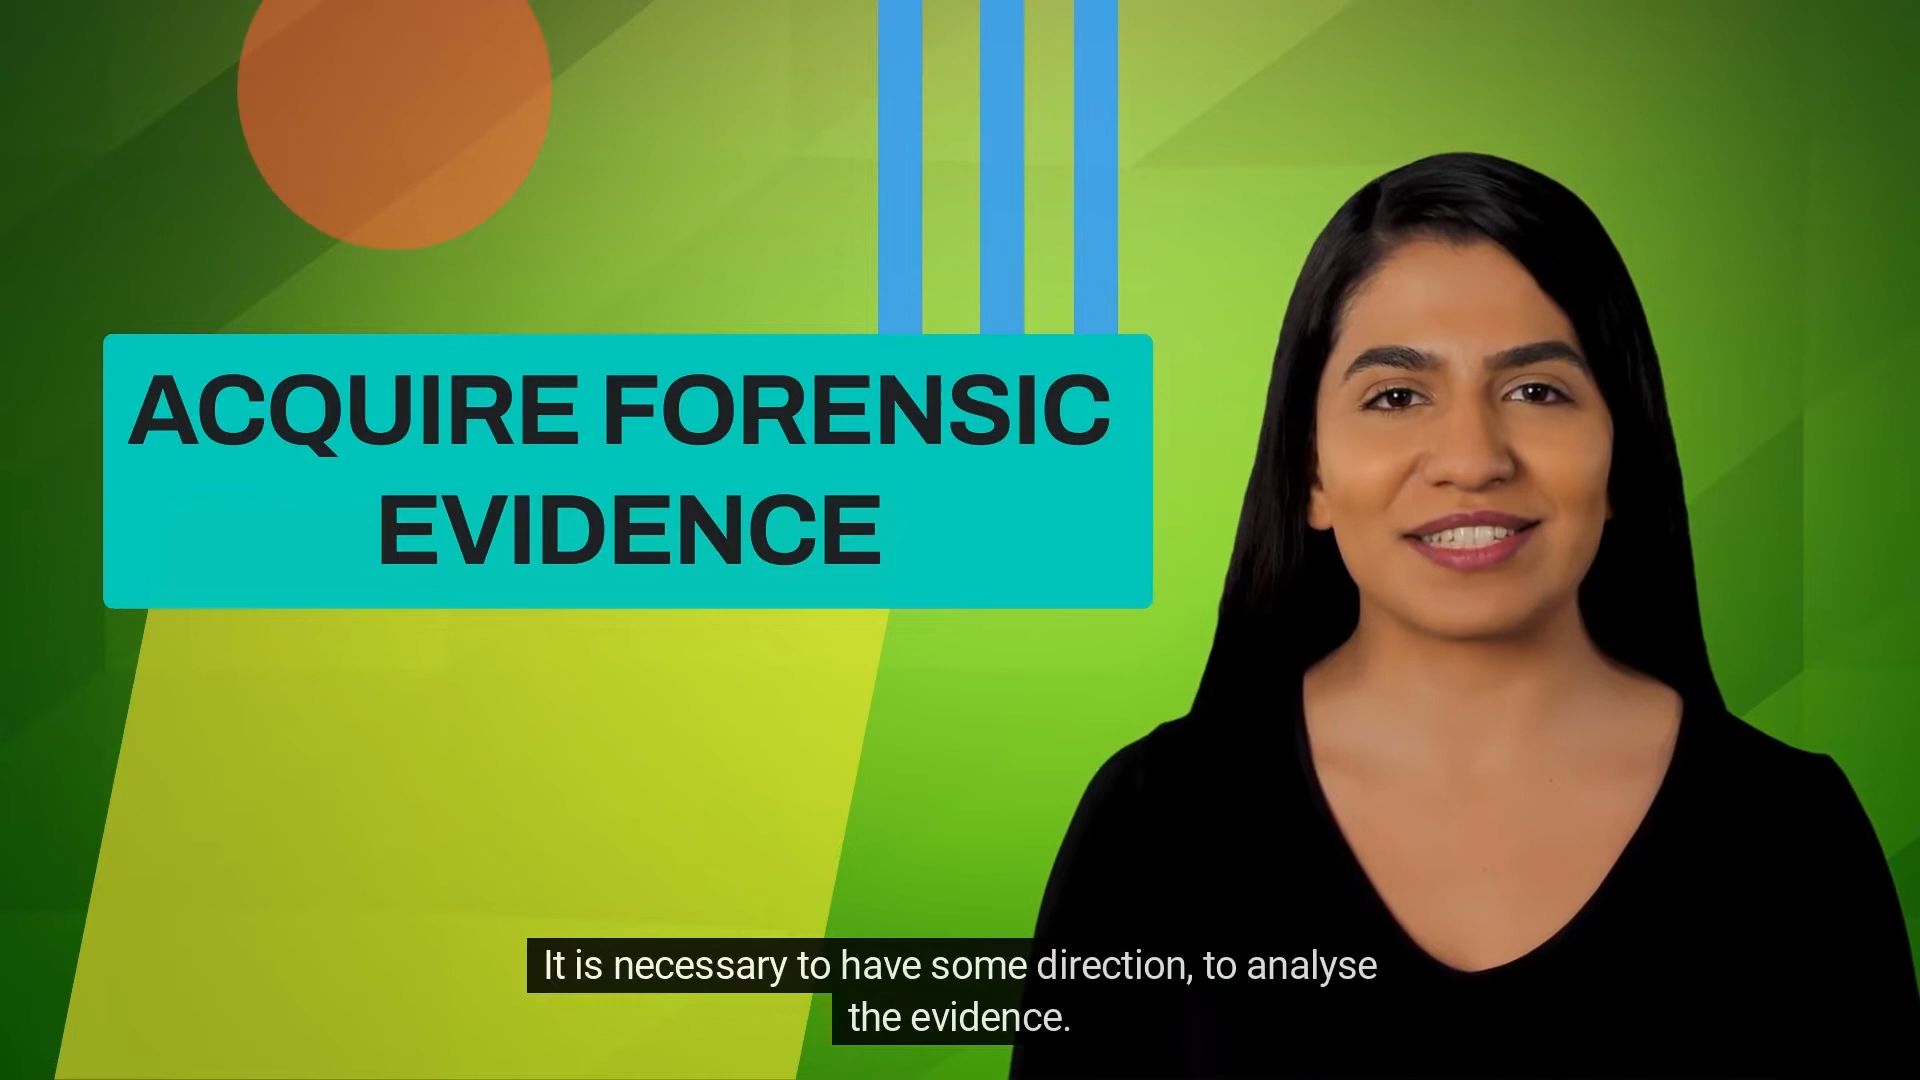 ACQUIRE FORENSIC
EVIDENCE
It is necessary to have some direction, to analyse
the evidence.